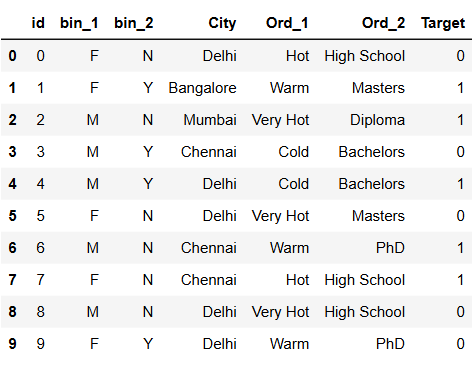 id bin_1 bin_2 City Ord_1 Ord_2 Target
0 0 F N Delhi Hot High School 0
1 1 F Y Bangalore Warm Masters 1
2 2 M N Mumbai Very Hot Diploma 1
3 3 M Y Chennai Cold Bachelors 0
4 4 M Y Delhi Cold Bachelors 1
5 5 F N Delhi Very Hot Masters 0
6 6 M N Chennai Warm PhD 1
7 7 F N Chennai Hot High School 1
8 8 M N Delhi Very Hot High School 0
9 9 F Y Delhi Warm PhD 0